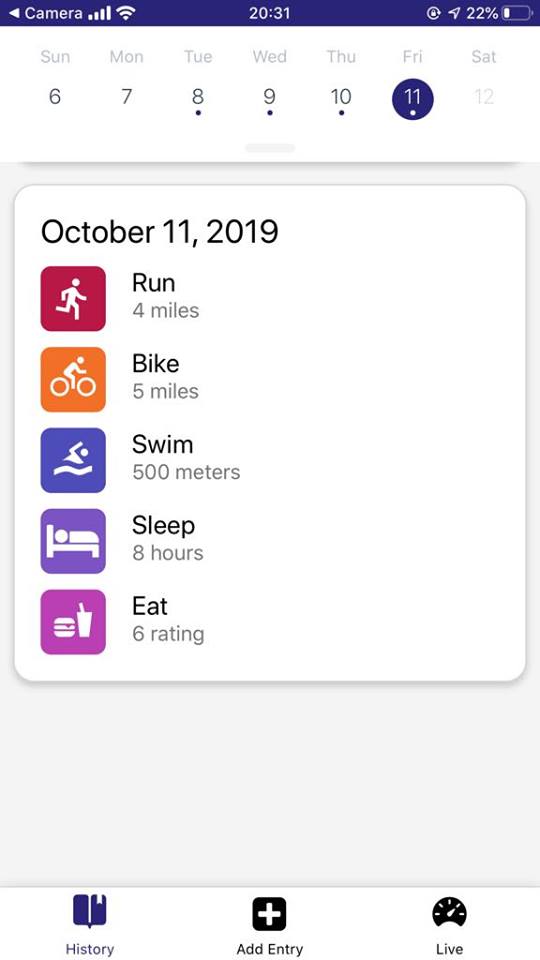 Camera 20:31 22%
Sun Mon Tue Wed Thu Fri Sat
6 7 8 9 10 11 12
October 11, 2019
Run
4 miles
Bike
5 miles
Swim
500 meters
Sleep
8 hours
Eat
6 rating
History Add Entry Live